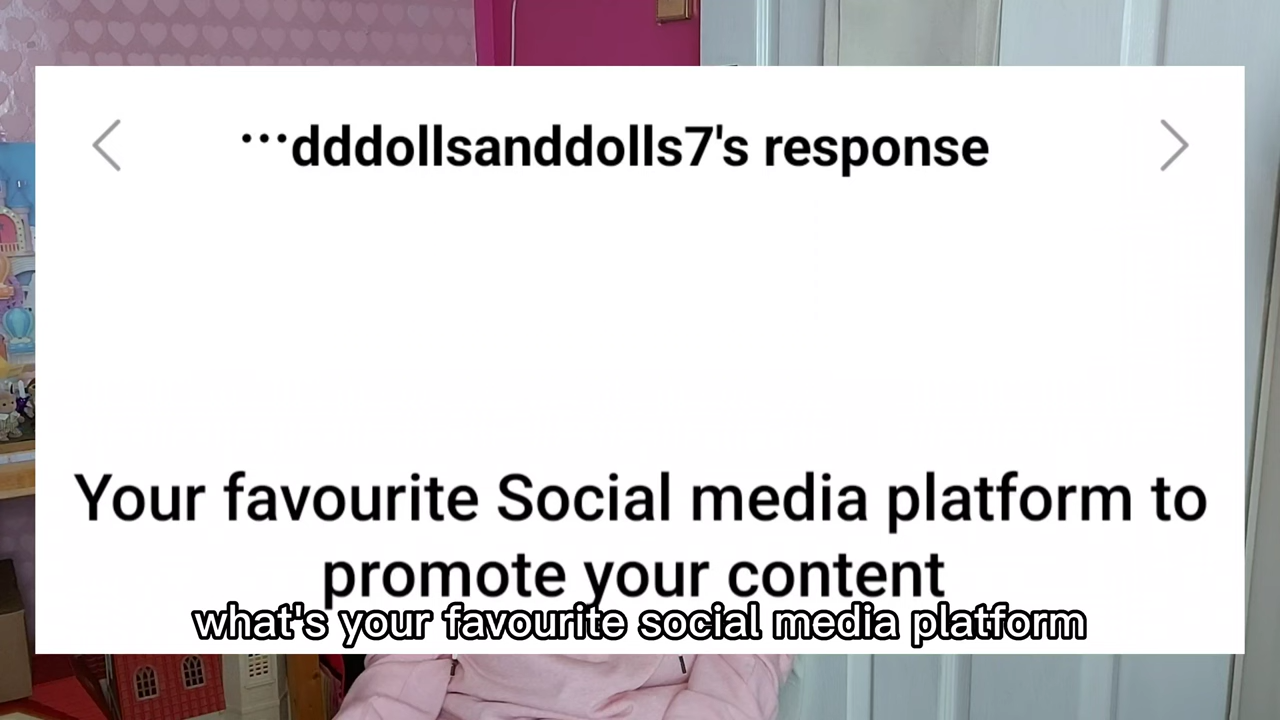 ...dddollsanddolls7's response
Your favourite Social media platform to
promote your content
what's your favourite social media platform